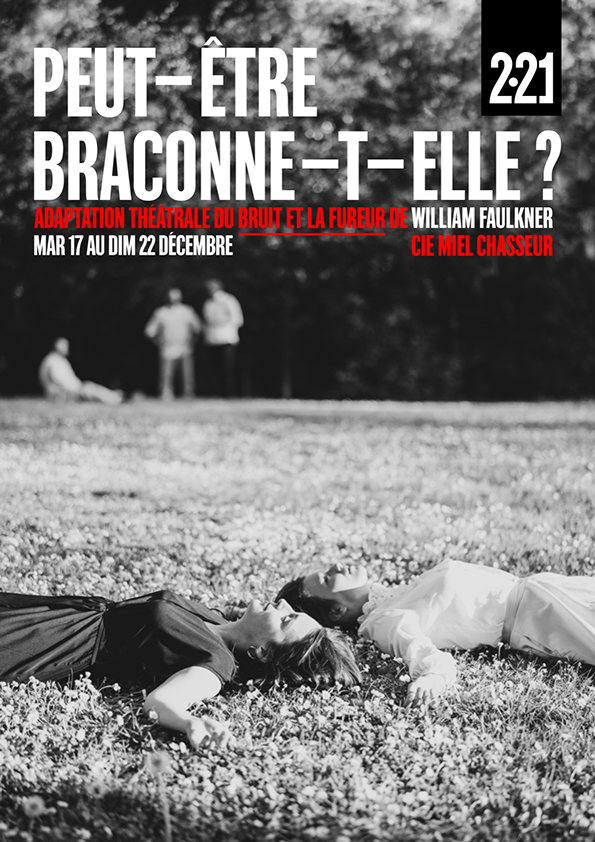 2•21
PEUT–ÊTRE
BRACONNE–T–ELLE ?
ADAPTATION THÉÂTRALE DU BRUIT ET LA FUREUR DE WILLIAM FAULKNER
MAR 17 AU DIM 22 DÉCEMBRE CIE MIEL CHASSEUR